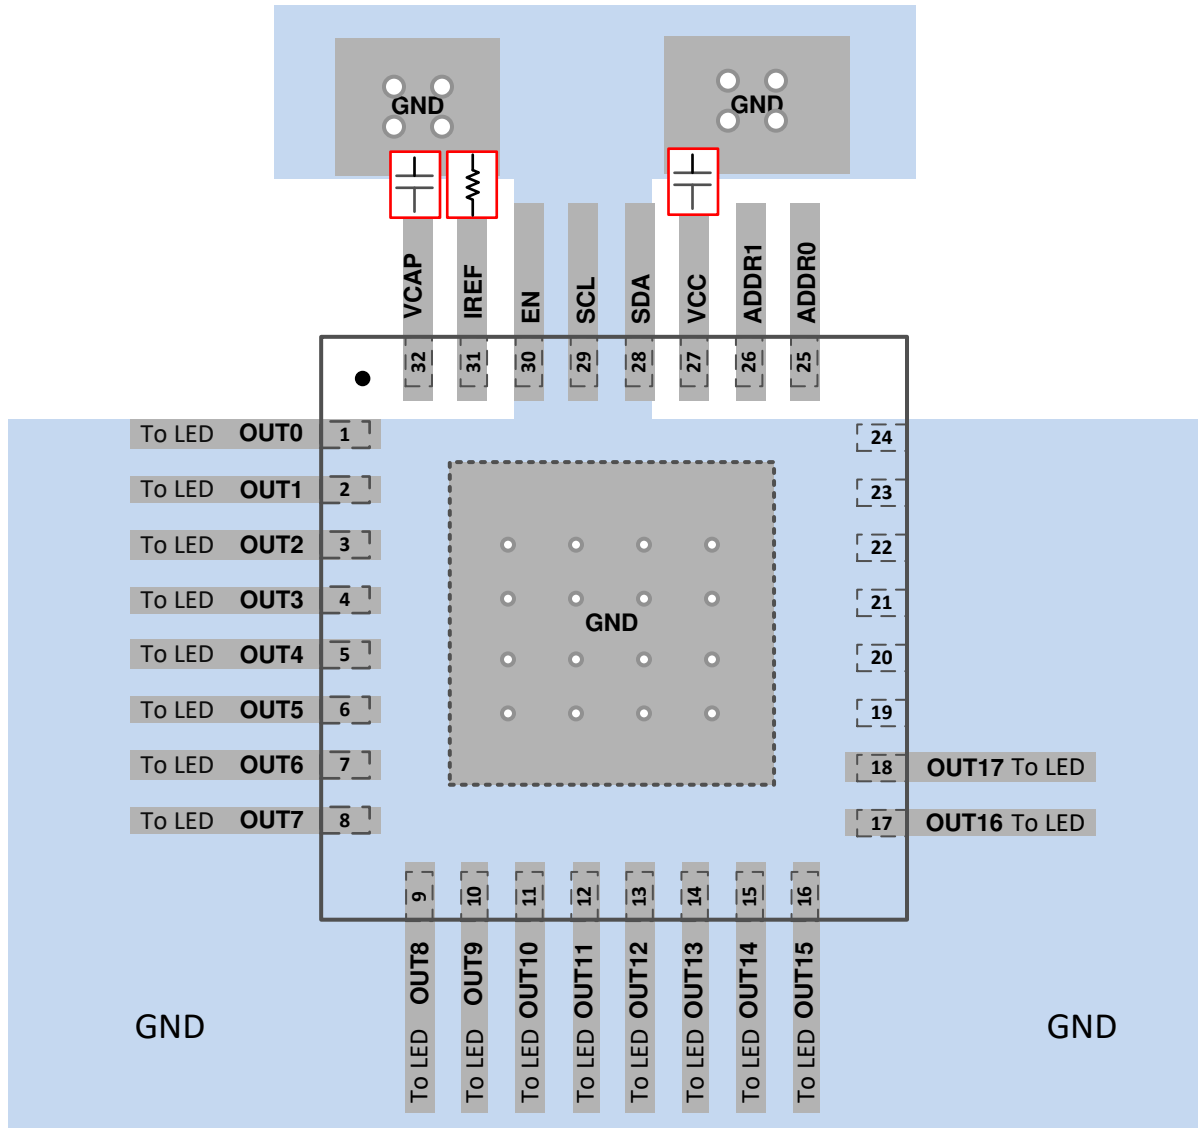 GND
GND
VCAP
IREF
EN
SCL
SDA
VCC
ADDR1
ADDR0
32
31
30
29
28
27
26
25
To LED OUT0 1
To LED OUT1 2
To LED OUT2 3
To LED OUT3 4
To LED OUT4 5
To LED OUT5 6
To LED OUT6 7
To LED OUT7 8
GND
24
23
22
21
20
19
18 OUT17 To LED
17 OUT16 To LED
9
10
11
12
13
14
15
16
To LED OUT8
To LED OUT9
To LED OUT10
To LED OUT11
To LED OUT12
To LED OUT13
To LED OUT14
To LED OUT15
GND
GND